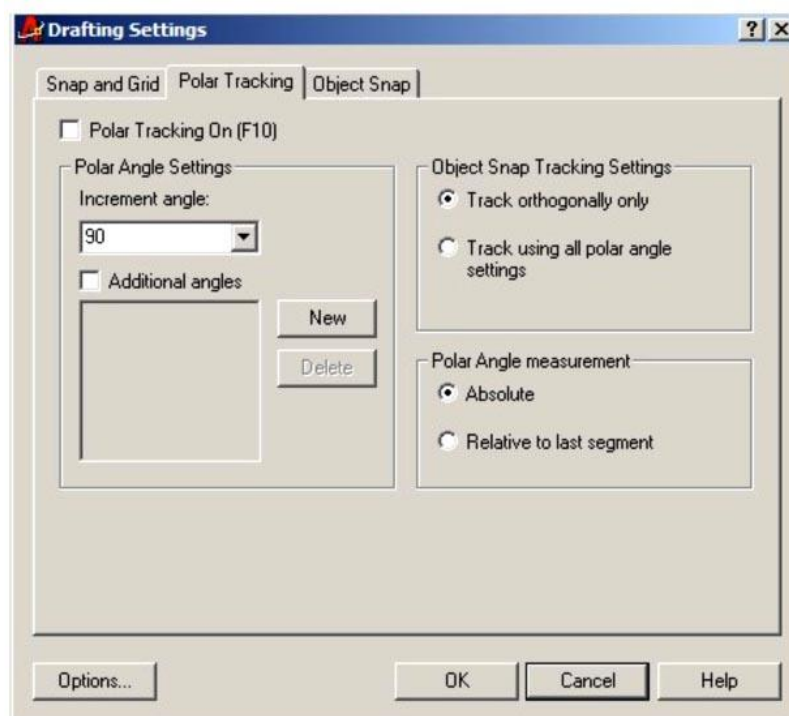 Drafting Settings
Snap and Grid
Polar Tracking
Object Snap
Polar Tracking On (F10)
Polar Angle Settings
Increment angle:
90
Additional angles
New
Delete
Object Snap Tracking Settings
Track orthogonally only
Track using all polar angle
settings
Polar Angle measurement
Absolute
Relative to last segment
Options...
OK
Cancel
Help